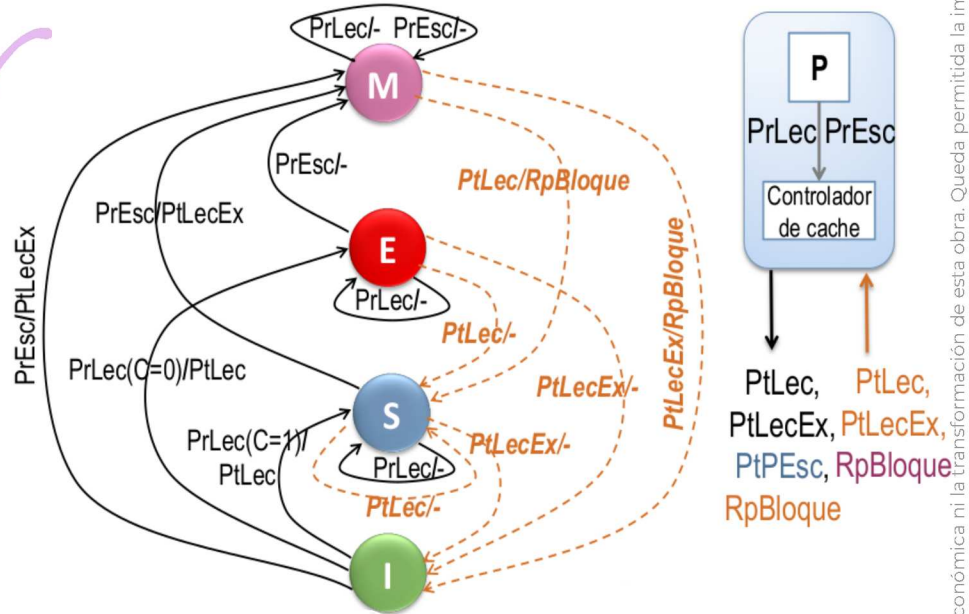 PrLec/- PrEsc/-
M
PrEsc/-
PtLec/RpBloque
PrEsc/PtLecEx
PrEsc/PtLecEx
E
PrLec/-
PtLec/-
PtLecEx/RpBloque
PrLec(C=0)/PtLec
PtLecEx/-
S
PrLec(C=1)/
PtLec
PtLecEx/-
PrLec/-
PtLec/-
I
P
PrLec PrEsc
Controlador
de cache
PtLec, PtLec,
PtLecEx, PtLecEx,
PtPEsc, RpBloque
RpBloque
conómica ni la transformación de esta obra. Queda permitida la im